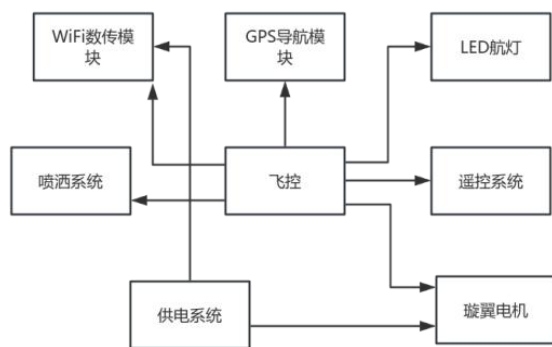 WiFi数传模
块
GPS导航模块
LED航灯
喷洒系统
飞控
遥控系统
供电系统
璇翼电机